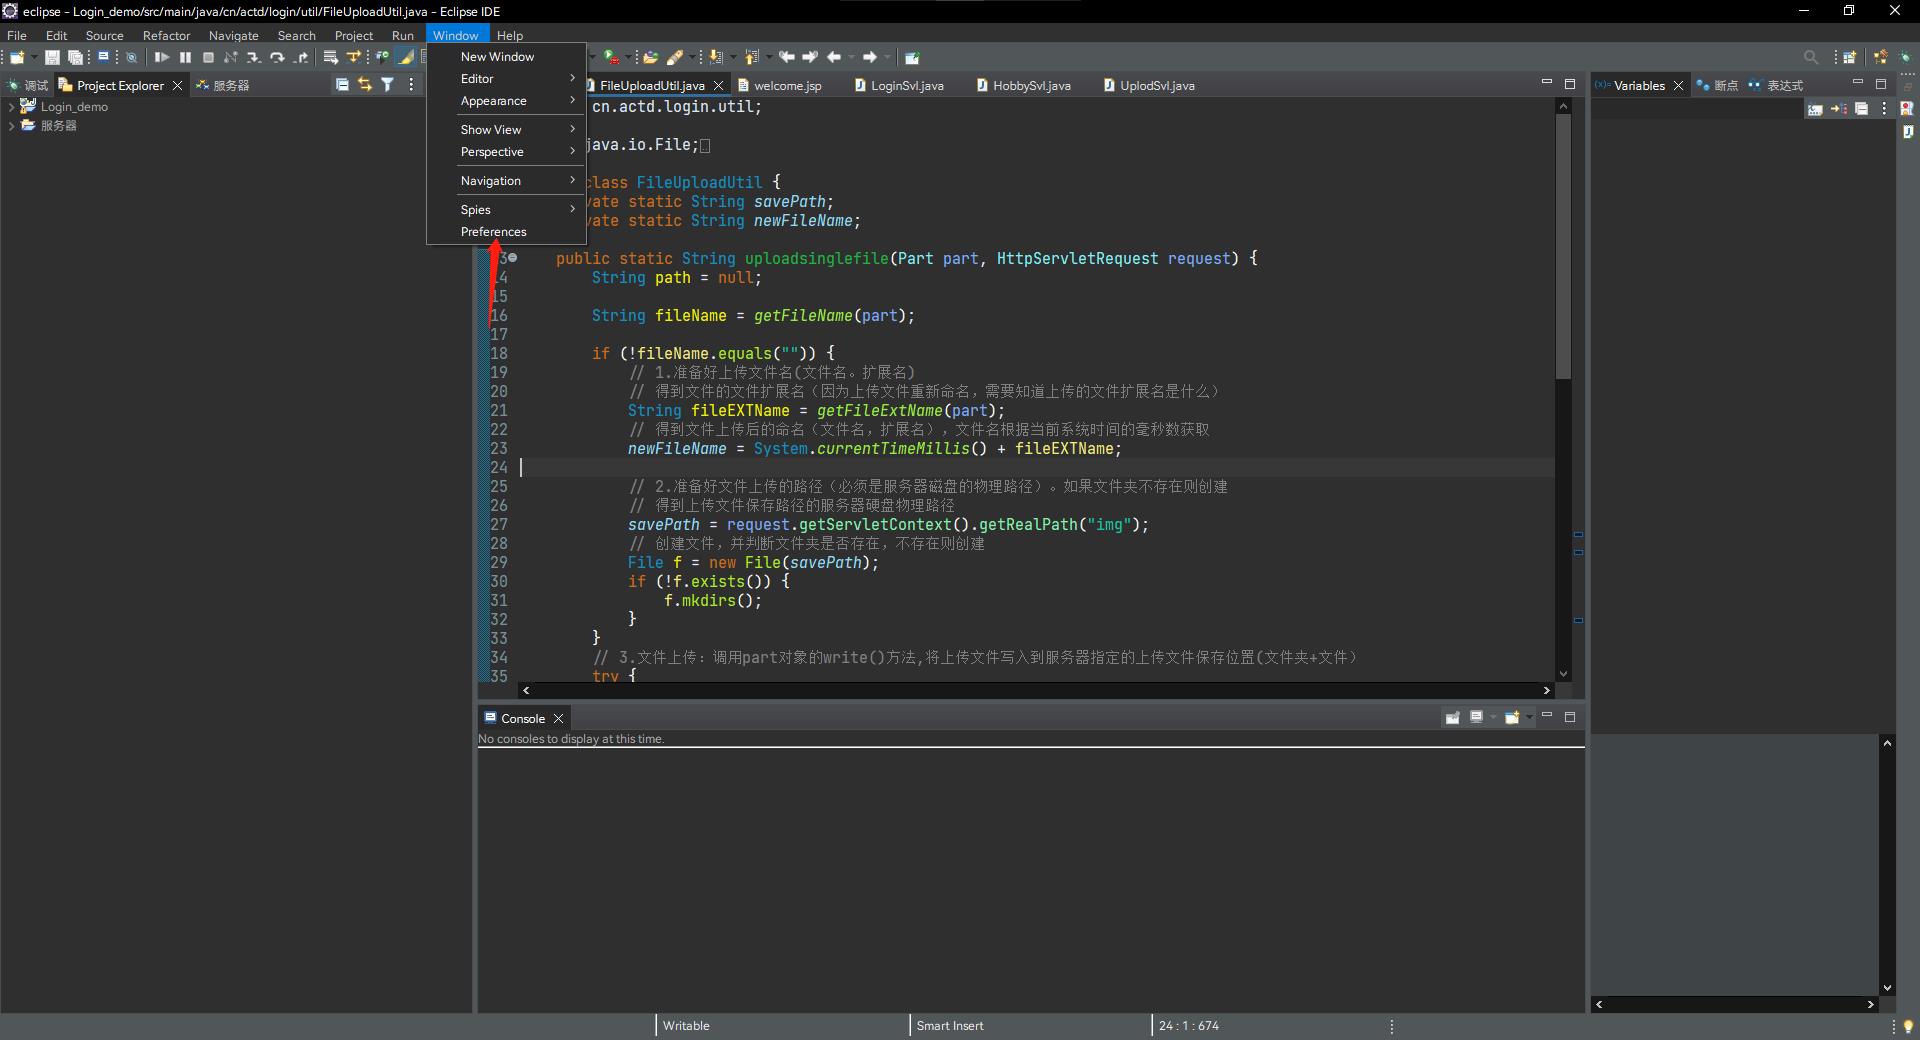 eclipse - Login_demo/src/main/java/cn/actd/login/util/FileUploadUtil.java - Eclipse IDE
File Edit Source Refactor Navigate Search Project Run Window Help
New Window
Editor
Appearance
Show View
Perspective
Navigation
Spies
Preferences
调试 Project Explorer 服务器
Login_demo
服务器
FileUploadUtil.java welcome.jsp LoginSvl.java HobbySvl.java UplodSvl.java
cn.actd.login.util;
java.io.File;
class FileUploadUtil {
vate static String savePath;
vate static String newFileName;
3 public static String uploadsinglefile(Part part, HttpServletRequest request) {
14 String path = null;
15
16 String fileName = getFileName(part);
17
18 if (!fileName.equals("")) {
19 // 1.准备好上传文件名(文件名。扩展名)
20 // 得到文件的文件扩展名（因为上传文件重新命名，需要知道上传的文件扩展名是什么）
21 String fileEXTName = getFileExtName(part);
22 // 得到文件上传后的命名（文件名，扩展名），文件名根据当前系统时间的毫秒数获取
23 newFileName = System.currentTimeMillis() + fileEXTName;
24
25 // 2.准备好文件上传的路径（必须是服务器磁盘的物理路径）。如果文件夹不存在则创建
26 // 得到上传文件保存路径的服务器硬盘物理路径
27 savePath = request.getServletContext().getRealPath("img");
28 // 创建文件，并判断文件夹是否存在，不存在则创建
29 File f = new File(savePath);
30 if (!f.exists()) {
31 f.mkdirs();
32 }
33 }
34 // 3.文件上传：调用part对象的write()方法,将上传文件写入到服务器指定的上传文件保存位置(文件夹+文件）
35 try {
Console
No consoles to display at this time.
(x)= Variables 断点 表达式
Writable Smart Insert 24 : 1 : 674